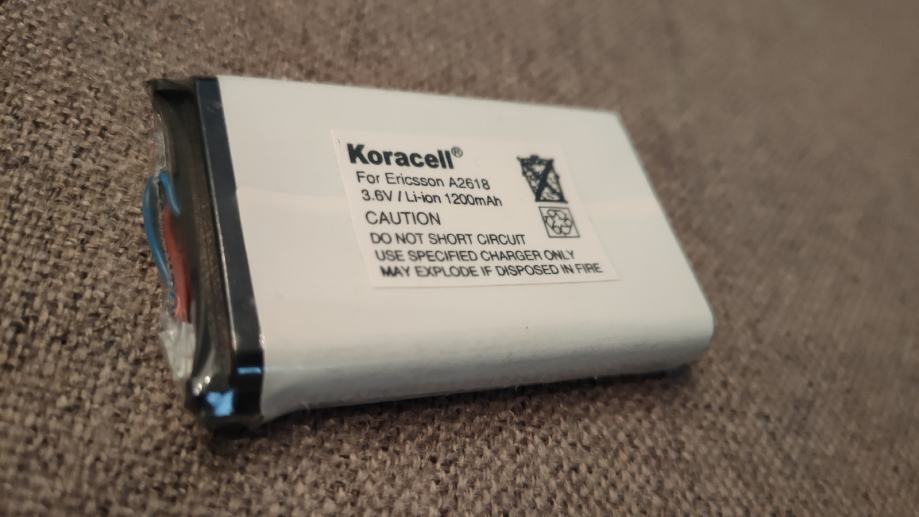 Koracell®
For Ericsson A2618
3.6V / Li-ion 1200mAh
CAUTION
DO NOT SHORT CIRCUIT
USE SPECIFIED CHARGER ONLY
MAY EXPLODE IF DISPOSED IN FIRE